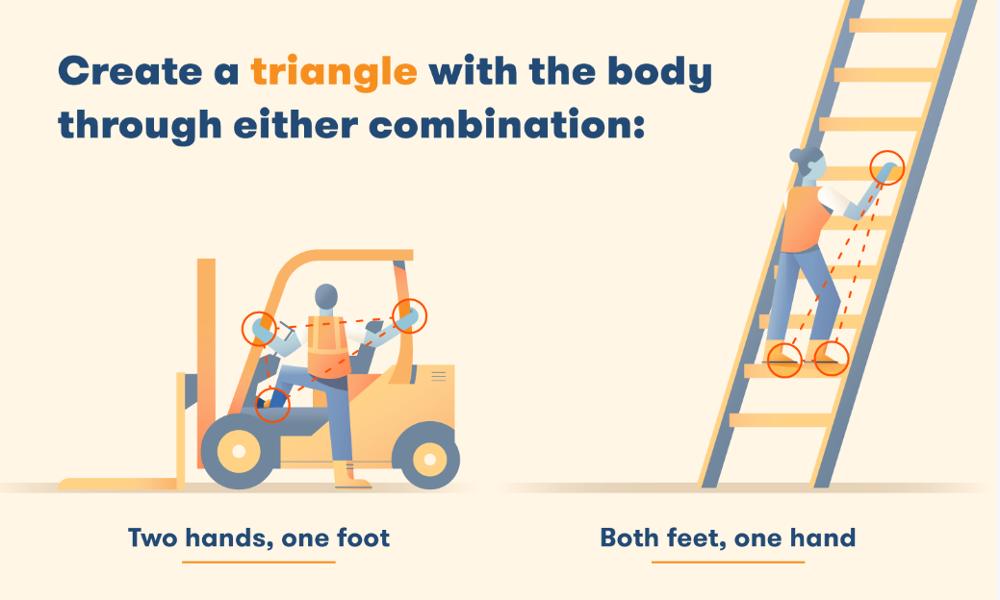 Create a triangle with the body
through either combination:
Two hands, one foot
Both feet, one hand